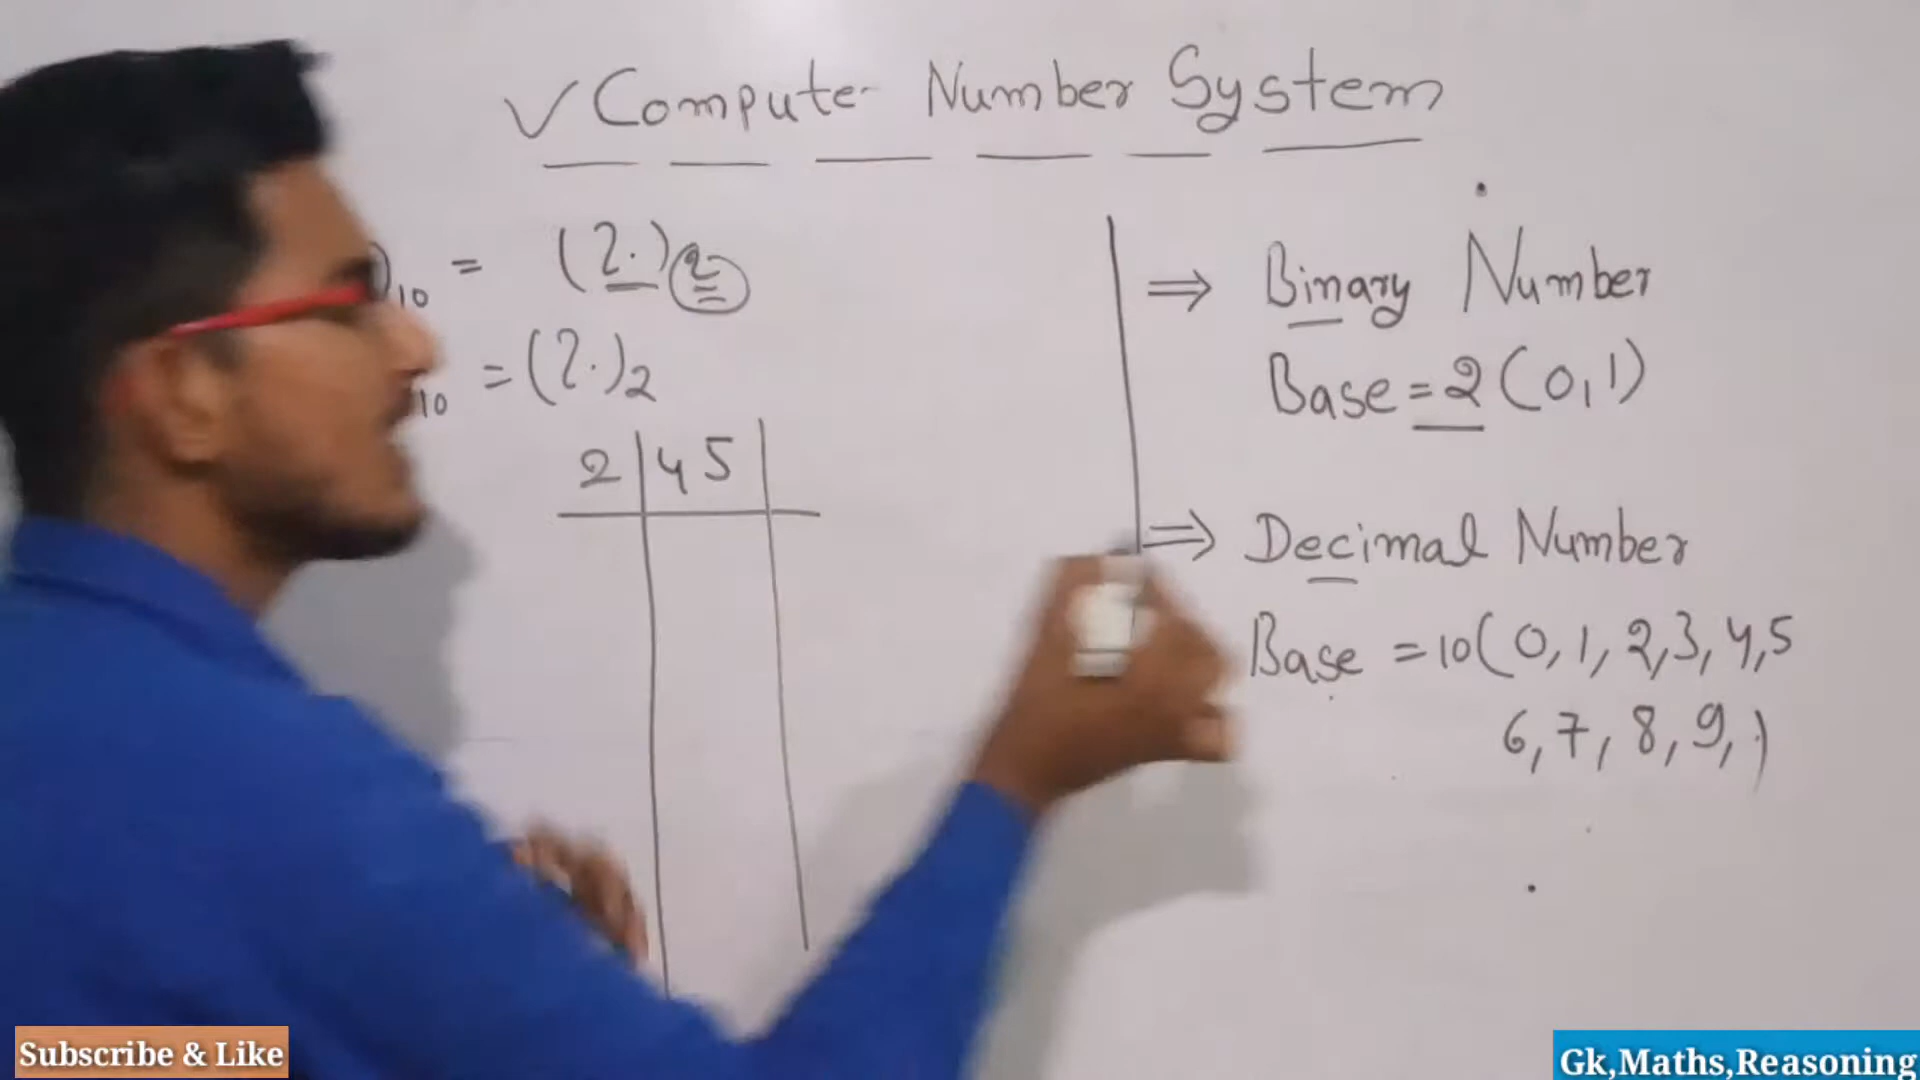 ✓ Compute Number System
)10 = (?.)2
10 = (?.)2
2 | 45
⇒ Binary Number
Base = 2 (0,1)
⇒ Decimal Number
Base = 10 (0, 1, 2, 3, 4, 5
6, 7, 8, 9, )
Subscribe & Like
Gk,Maths,Reasoning